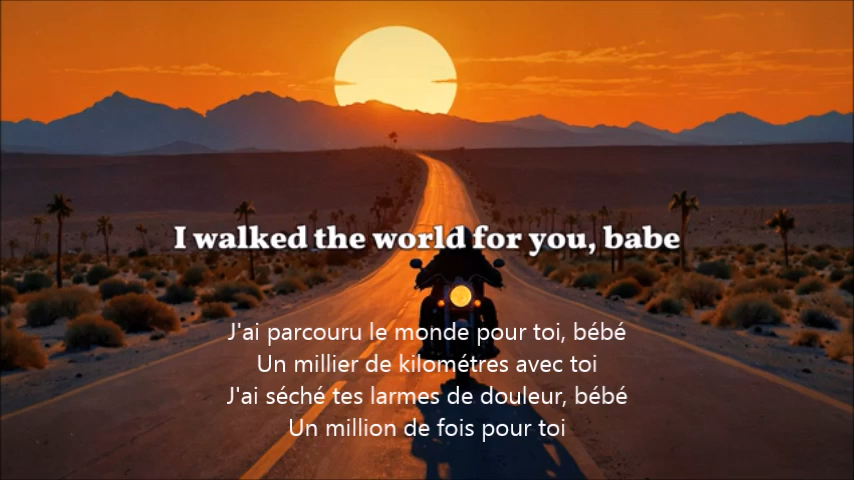 I walked the world for you, babe
J'ai parcouru le monde pour toi, bébé
Un millier de kilométres avec toi
J'ai séché tes larmes de douleur, bébé
Un million de fois pour toi